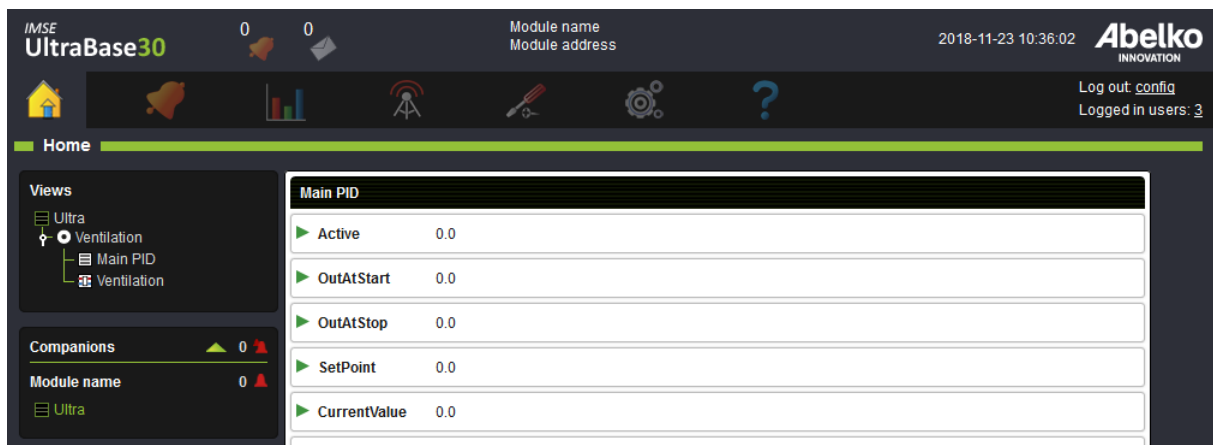 IMSE
UltraBase30
0
0
Module name
Module address
2018-11-23 10:36:02
Abelko
INNOVATION
Log out: config
Logged in users: 3
Home
Views
Ultra
Ventilation
Main PID
Ventilation
Companions 0
Module name 0
Ultra
Main PID
Active 0.0
OutAtStart 0.0
OutAtStop 0.0
SetPoint 0.0
CurrentValue 0.0